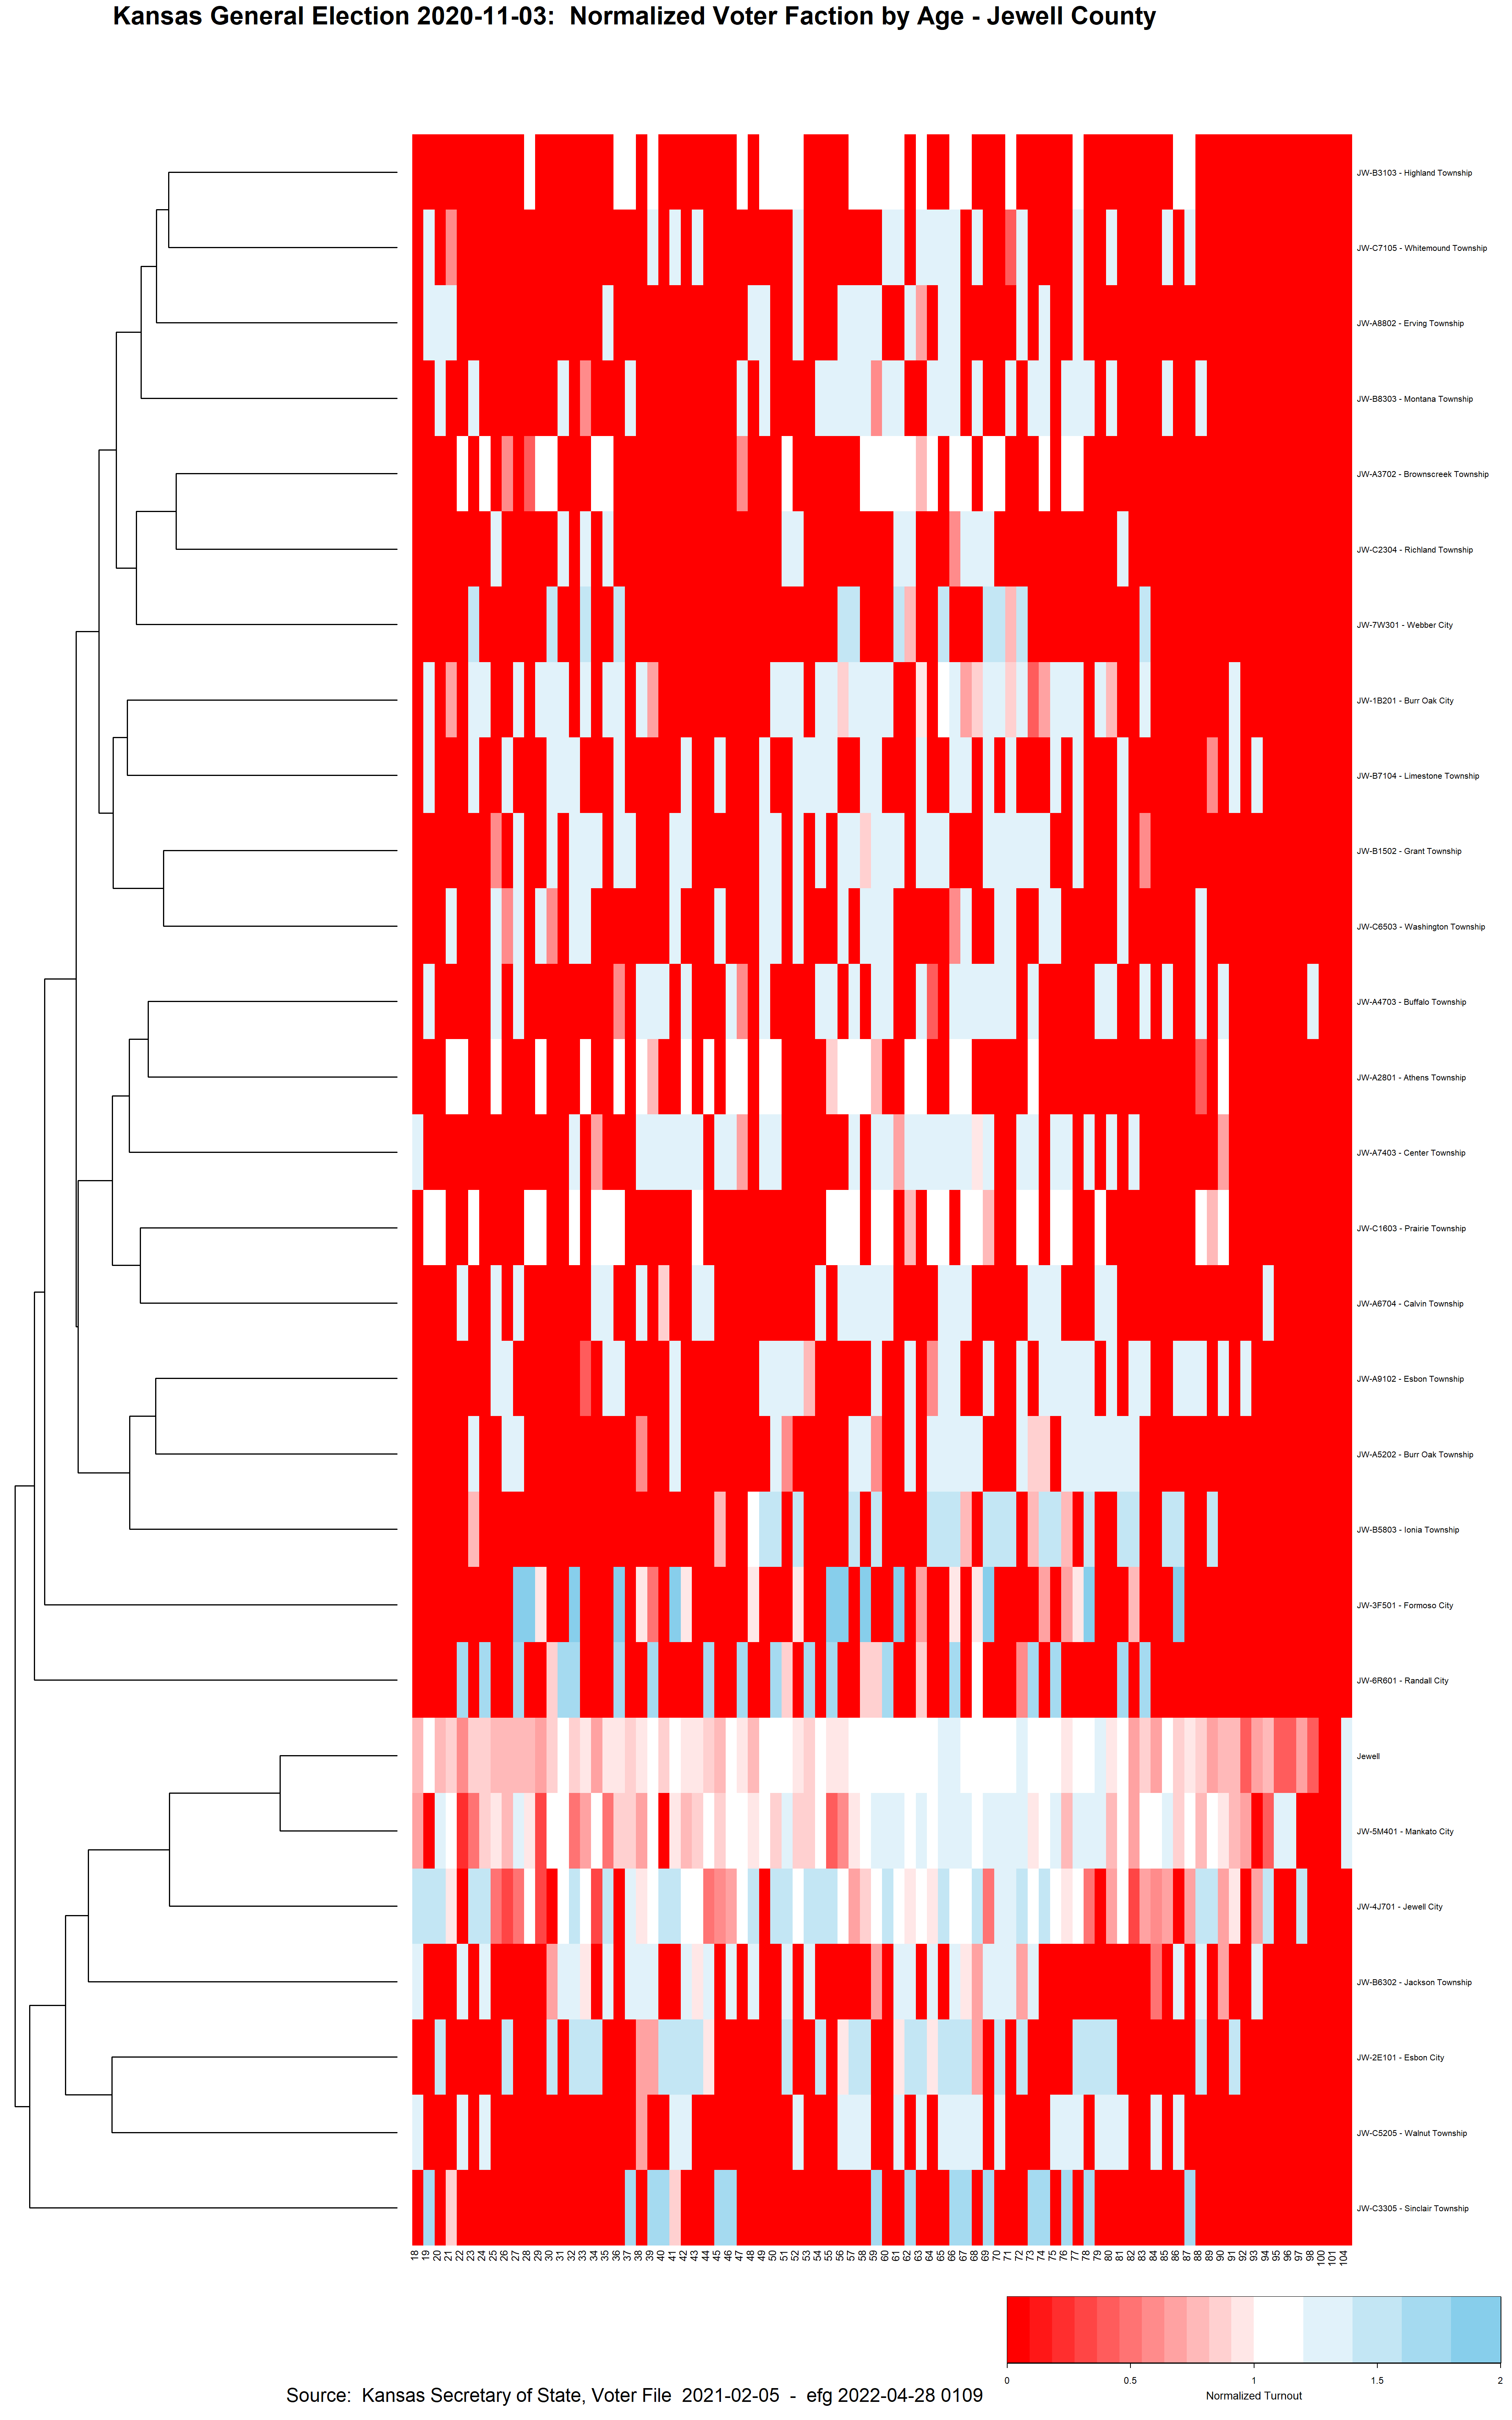 Kansas General Election 2020-11-03:  Normalized Voter Faction by Age - Jewell County
JW-B3103 - Highland Township
JW-C7105 - Whitemound Township
JW-A8802 - Erving Township
JW-B8303 - Montana Township
JW-A3702 - Brownscreek Township
JW-C2304 - Richland Township
JW-7W301 - Webber City
JW-1B201 - Burr Oak City
JW-B7104 - Limestone Township
JW-B1502 - Grant Township
JW-C6503 - Washington Township
JW-A4703 - Buffalo Township
JW-A2801 - Athens Township
JW-A7403 - Center Township
JW-C1603 - Prairie Township
JW-A6704 - Calvin Township
JW-A9102 - Esbon Township
JW-A5202 - Burr Oak Township
JW-B5803 - Ionia Township
JW-3F501 - Formoso City
JW-6R601 - Randall City
Jewell
JW-5M401 - Mankato City
JW-4J701 - Jewell City
JW-B6302 - Jackson Township
JW-2E101 - Esbon City
JW-C5205 - Walnut Township
JW-C3305 - Sinclair Township
18 19 20 21 22 23 24 25 26 27 28 29 30 31 32 33 34 35 36 37 38 39 40 41 42 43 44 45 46 47 48 49 50 51 52 53 54 55 56 57 58 59 60 61 62 63 64 65 66 67 68 69 70 71 72 73 74 75 76 77 78 79 80 81 82 83 84 85 86 87 88 89 90 91 92 93 94 95 96 97 98 100 101 104
0 0.5 1 1.5 2
Normalized Turnout
Source:  Kansas Secretary of State, Voter File  2021-02-05  -  efg 2022-04-28 0109